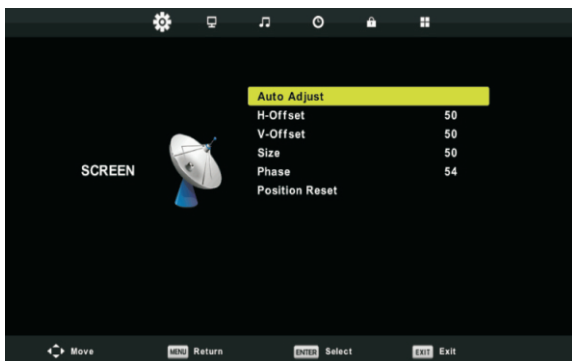 Auto Adjust
H-Offset 50
V-Offset 50
Size 50
SCREEN
Phase 54
Position Reset
Move MENU Return ENTER Select EXIT Exit